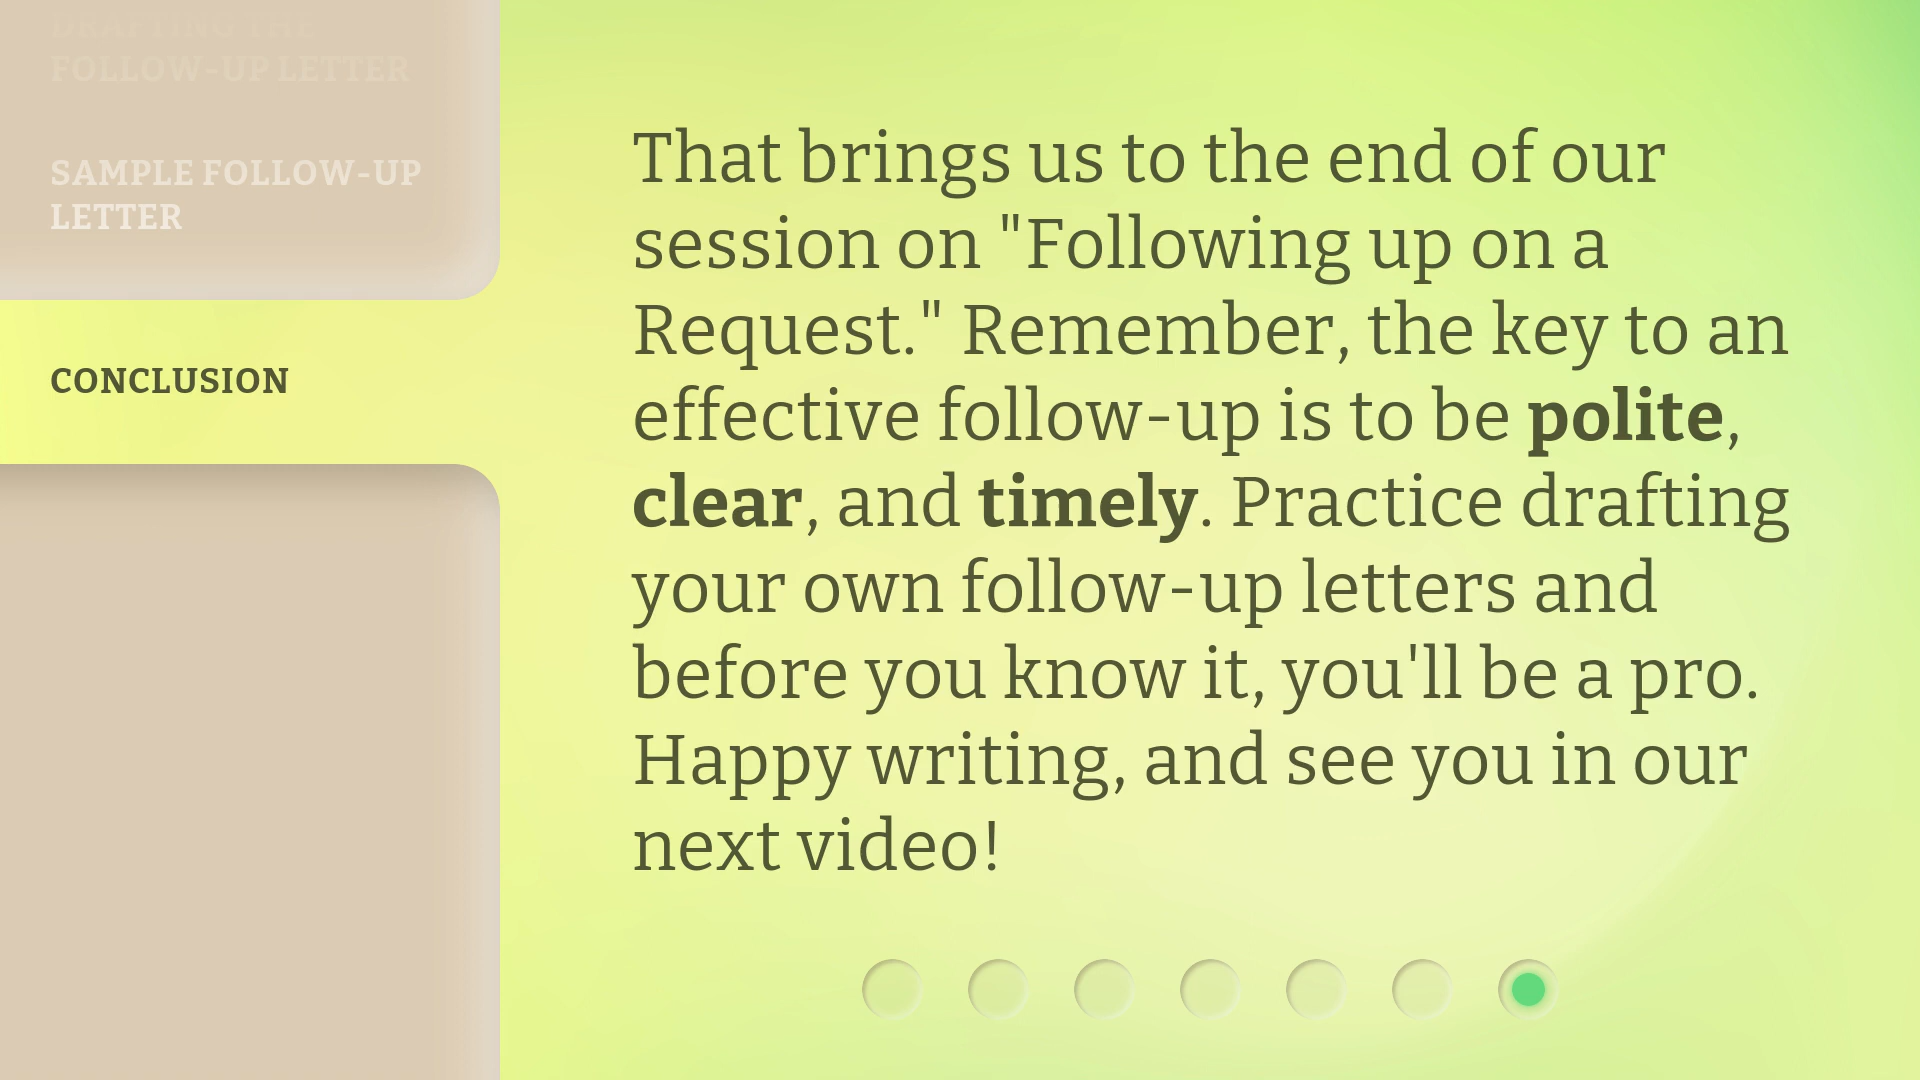 DRAFTING THE
FOLLOW-UP LETTER
SAMPLE FOLLOW-UP
LETTER
CONCLUSION
That brings us to the end of our
session on "Following up on a
Request." Remember, the key to an
effective follow-up is to be polite,
clear, and timely. Practice drafting
your own follow-up letters and
before you know it, you'll be a pro.
Happy writing, and see you in our
next video!